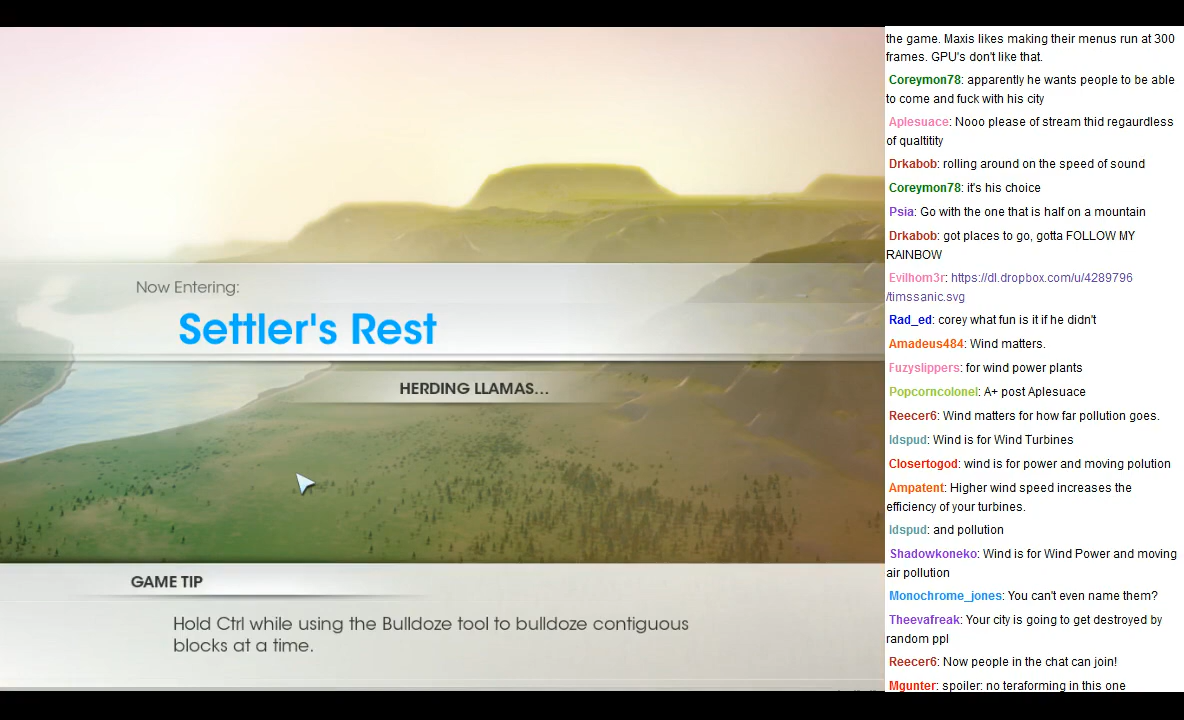 Now Entering:
Settler's Rest
HERDING LLAMAS...
GAME TIP
Hold Ctrl while using the Bulldoze tool to bulldoze contiguous
blocks at a time.
the game. Maxis likes making their menus run at 300
frames. GPU's don't like that.
Coreymon78: apparently he wants people to be able
to come and fuck with his city
Aplesuace: Nooo please of stream thid regaurdless
of qualtitity
Drkabob: rolling around on the speed of sound
Coreymon78: it's his choice
Psia: Go with the one that is half on a mountain
Drkabob: got places to go, gotta FOLLOW MY
RAINBOW
Evilhom3r: https://dl.dropbox.com/u/4289796
/timssanic.svg
Rad_ed: corey what fun is it if he didn't
Amadeus484: Wind matters.
Fuzyslippers: for wind power plants
Popcorncolonel: A+ post Aplesuace
Reecer6: Wind matters for how far pollution goes.
Idspud: Wind is for Wind Turbines
Closertogod: wind is for power and moving polution
Ampatent: Higher wind speed increases the
efficiency of your turbines.
Idspud: and pollution
Shadowkoneko: Wind is for Wind Power and moving
air pollution
Monochrome_jones: You can't even name them?
Theevafreak: Your city is going to get destroyed by
random ppl
Reecer6: Now people in the chat can join!
Mgunter: spoiler: no teraforming in this one